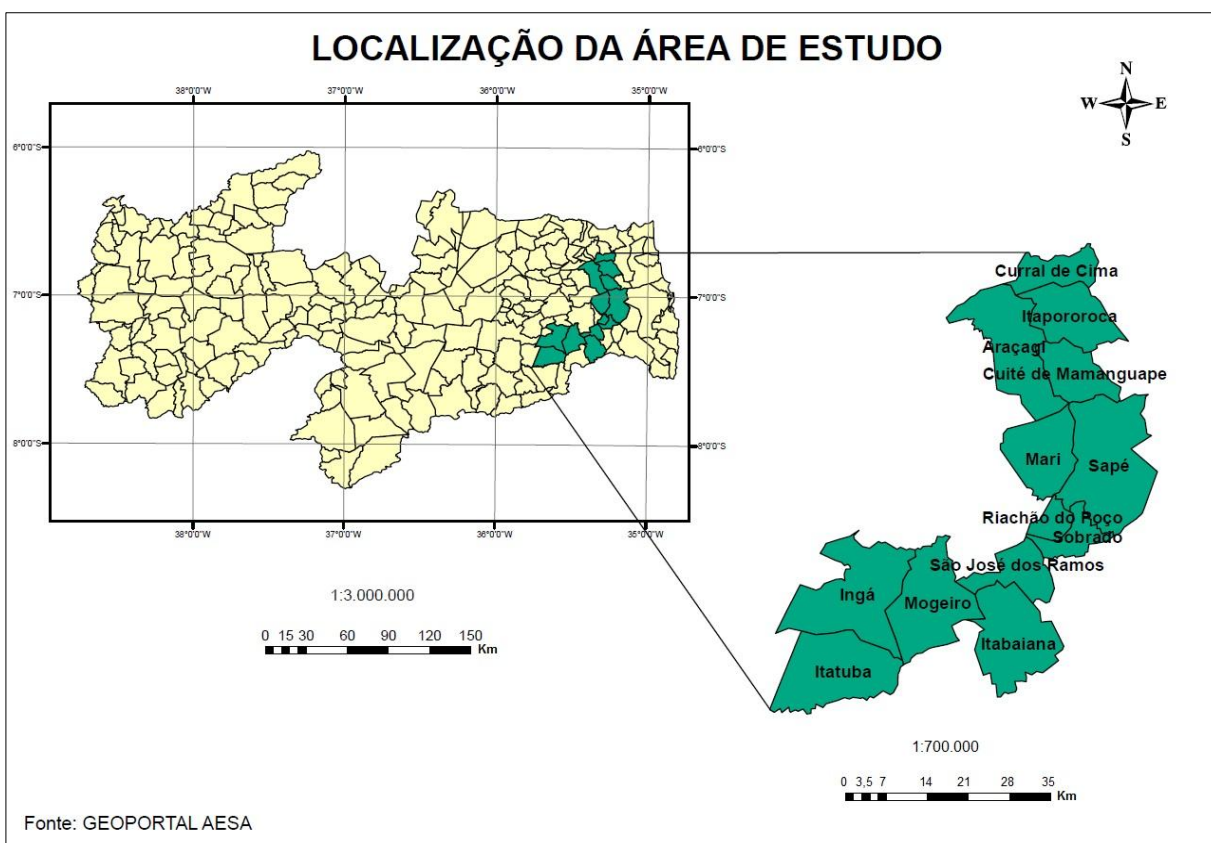 LOCALIZAÇÃO DA ÁREA DE ESTUDO
N
W E
S
38°0'0"W 37°0'0"W 36°0'0"W 35°0'0"W
6°0'0"S 6°0'0"S
7°0'0"S 7°0'0"S
8°0'0"S 8°0'0"S
38°0'0"W 37°0'0"W 36°0'0"W 35°0'0"W
Curral de Cima
Itapororoca
Araçagi
Cuité de Mamanguape
Mari
Sapé
Riachão do Poço
Sobrado
São José dos Ramos
Ingá
Mogeiro
Itabaiana
Itatuba
1:3.000.000
0 15 30 60 90 120 150
Km
1:700.000
0 3,5 7 14 21 28 35
Km
Fonte: GEOPORTAL AESA